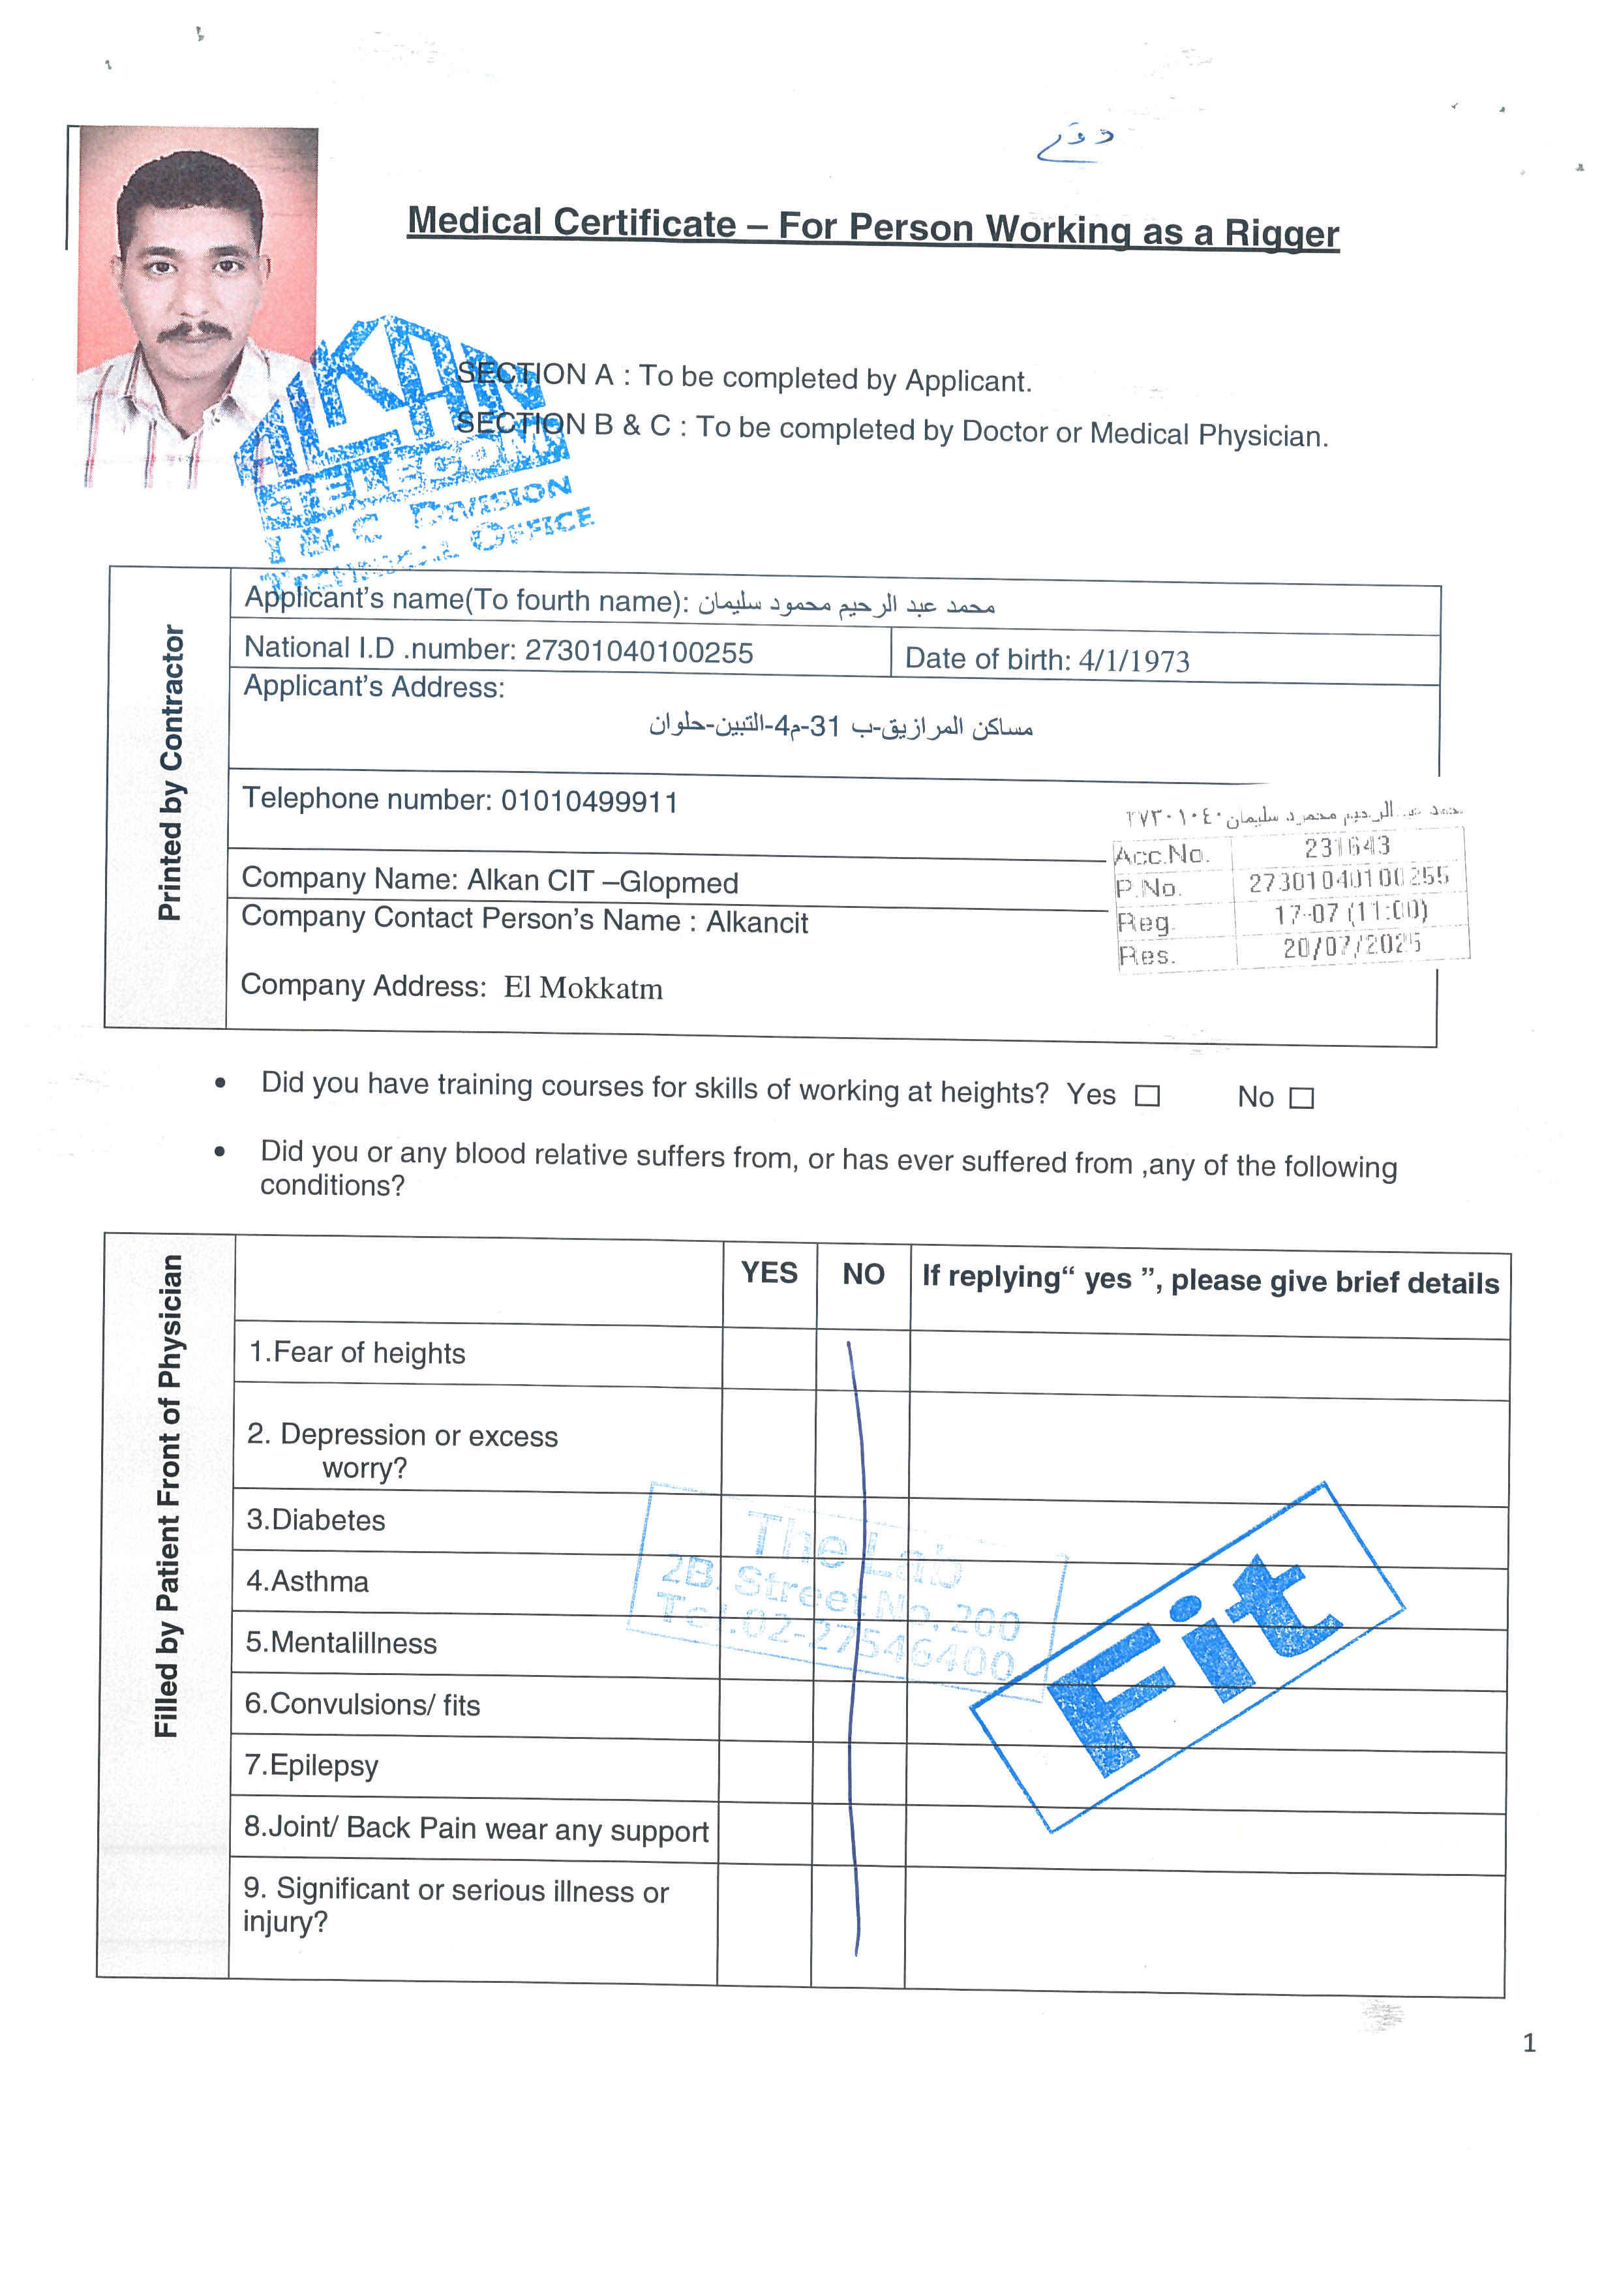 Medical Certificate – For Person Working as a Rigger
SECTION A : To be completed by Applicant.
SECTION B & C : To be completed by Doctor or Medical Physician.
ALKAN
TELECOM
I & C DIVISION
TECHNICAL OFFICE
Printed by Contractor
Applicant’s name(To fourth name): محمد عبد الرحيم محمود سليمان
National I.D .number: 27301040100255
Date of birth: 4/1/1973
Applicant’s Address:
مساكن المرازيق-ب 31-م4-التبين-حلوان
Telephone number: 01010499911
Company Name: Alkan CIT –Glopmed
Company Contact Person’s Name : Alkancit
Company Address: El Mokkatm
عبد الرحيم محمود سليمان ٢٧٣٠١٠٤٠
Acc.No. 231643
P.No. 27301040100255
Reg. 17-07 (11:00)
Res. 20/07/2025
• Did you have training courses for skills of working at heights? Yes ☐ No ☐
• Did you or any blood relative suffers from, or has ever suffered from ,any of the following
conditions?
Filled by Patient Front of Physician
YES NO If replying“ yes ”, please give brief details
1.Fear of heights
2. Depression or excess
worry?
3.Diabetes
4.Asthma
5.Mentalillness
6.Convulsions/ fits
7.Epilepsy
8.Joint/ Back Pain wear any support
9. Significant or serious illness or
injury?
The Lab
2B, Street No, 200
Tel.02-27546400
Fit
1